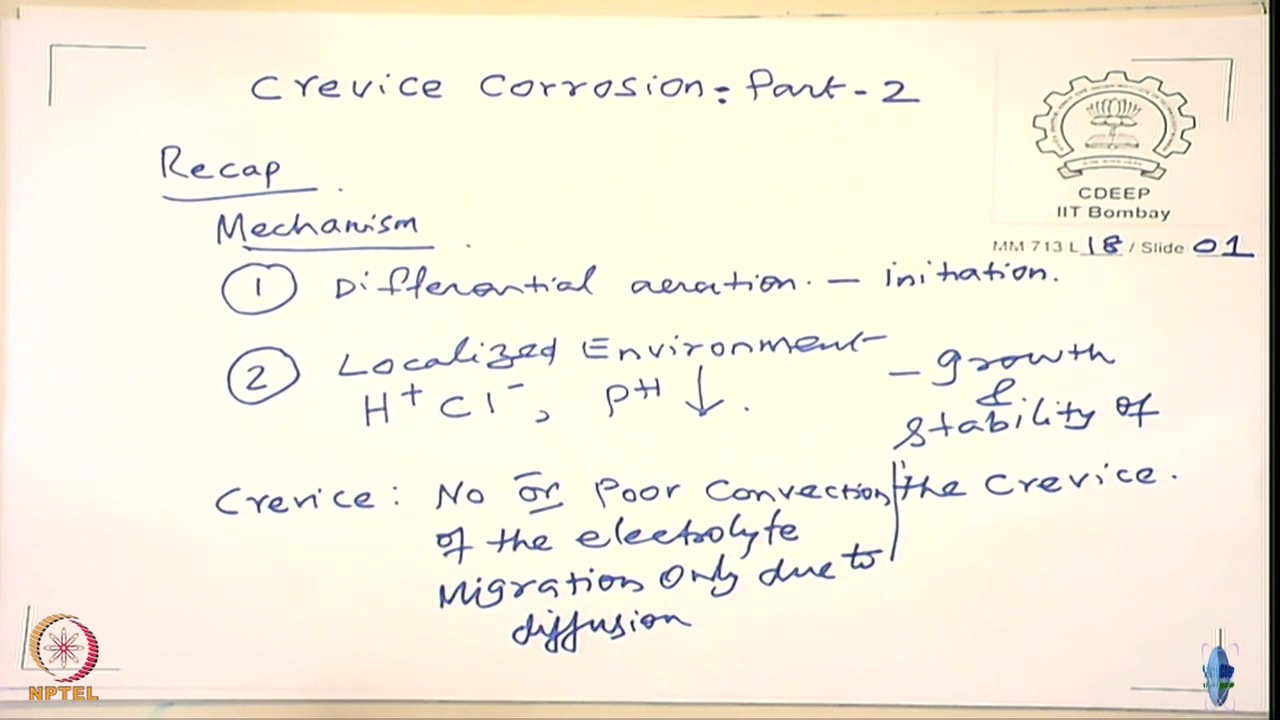 Crevice Corrosion: Part-2
CDEEP
IIT Bombay
MM 713 L 18 / Slide 01
Recap
Mechanism
1 Differential aeration. — initiation.
2 Localized Environment — growth
H+ Cl-, pH ↓.
& stability of
the Crevice.
Crevice: No or Poor Convection
of the electrolyte
Migration Only due to
diffusion
NPTEL